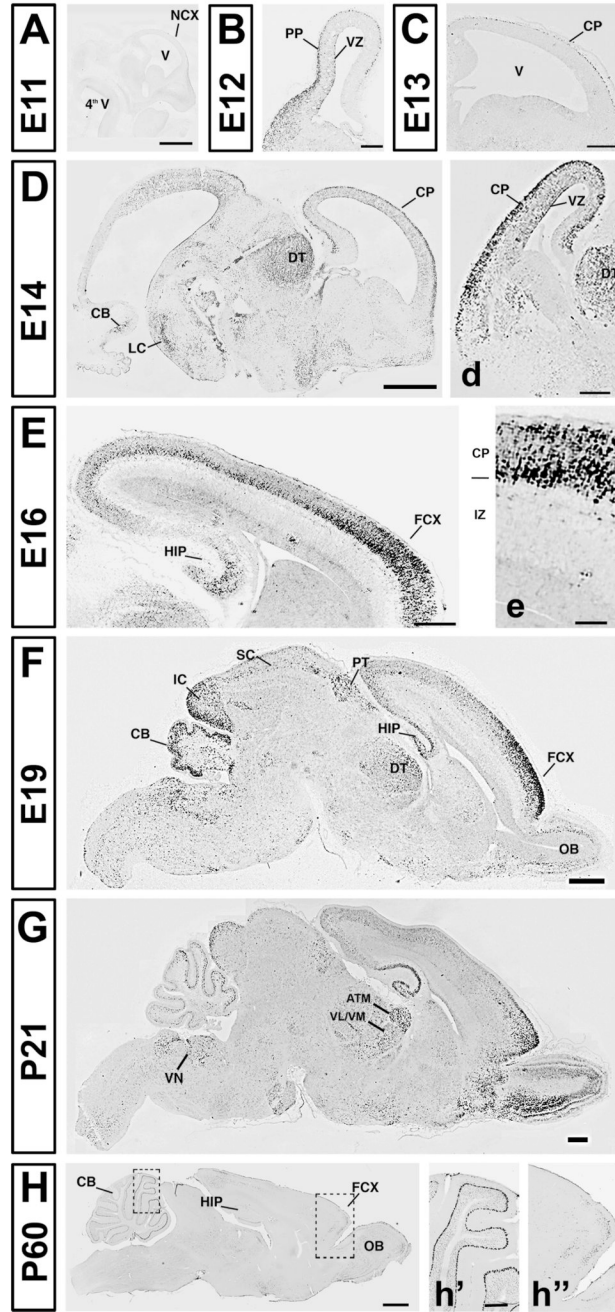 A
E11
NCX
V
4th V
B
E12
PP
VZ
C
E13
CP
V
D
E14
CP
DT
CB
LC
CP
VZ
DT
d
E
E16
FCX
HIP
CP
IZ
e
F
E19
SC
PT
IC
CB
HIP
DT
FCX
OB
G
P21
ATM
VL/VM
VN
H
P60
CB
HIP
FCX
OB
h'
h''